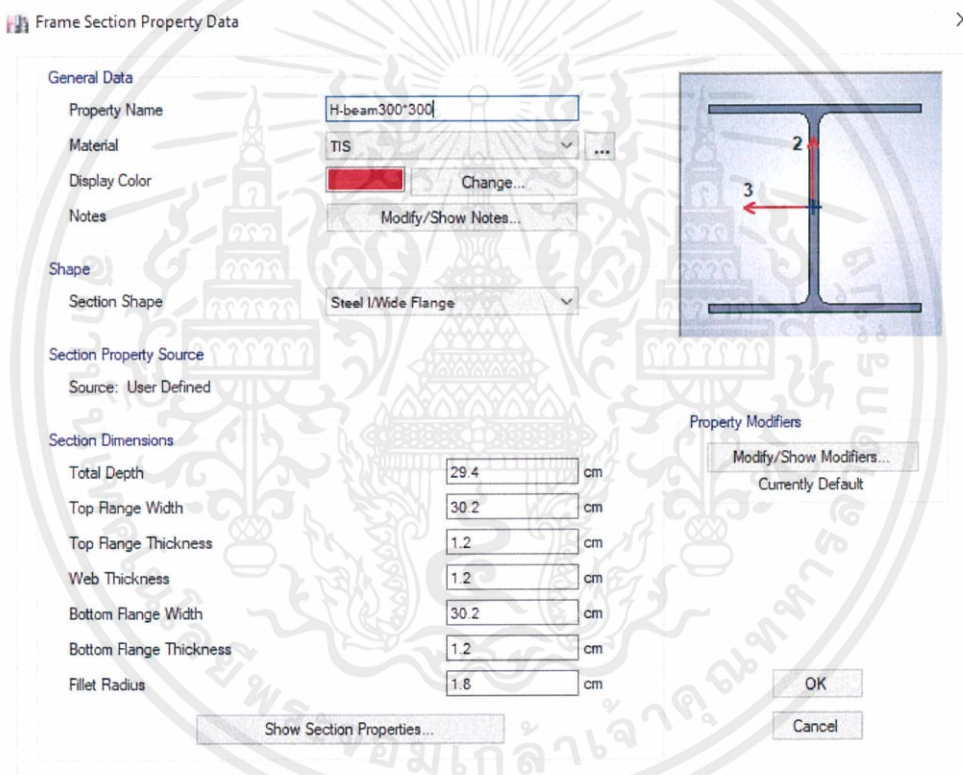 Frame Section Property Data
General Data
Property Name H-beam300*300
Material TIS ...
Display Color Change...
Notes Modify/Show Notes...
Shape
Section Shape Steel I/Wide Flange
Section Property Source
Source: User Defined
Section Dimensions
Total Depth 29.4 cm
Top Flange Width 30.2 cm
Top Flange Thickness 1.2 cm
Web Thickness 1.2 cm
Bottom Flange Width 30.2 cm
Bottom Flange Thickness 1.2 cm
Fillet Radius 1.8 cm
Show Section Properties...
2
3
Property Modifiers
Modify/Show Modifiers...
Currently Default
OK
Cancel